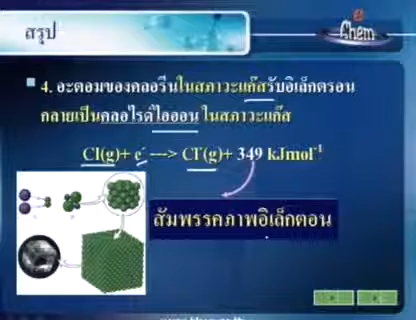 สรุป
Chem
4. อะตอมของคลอรีนในสภาวะแก๊สรับอิเล็กตรอน
กลายเป็นคลอไรด์ไอออนในสภาวะแก๊ส
Cl(g)+ e⁻ ---> Cl⁻(g)+ 349 kJmol⁻¹
สัมพรรคภาพอิเล็กตอน